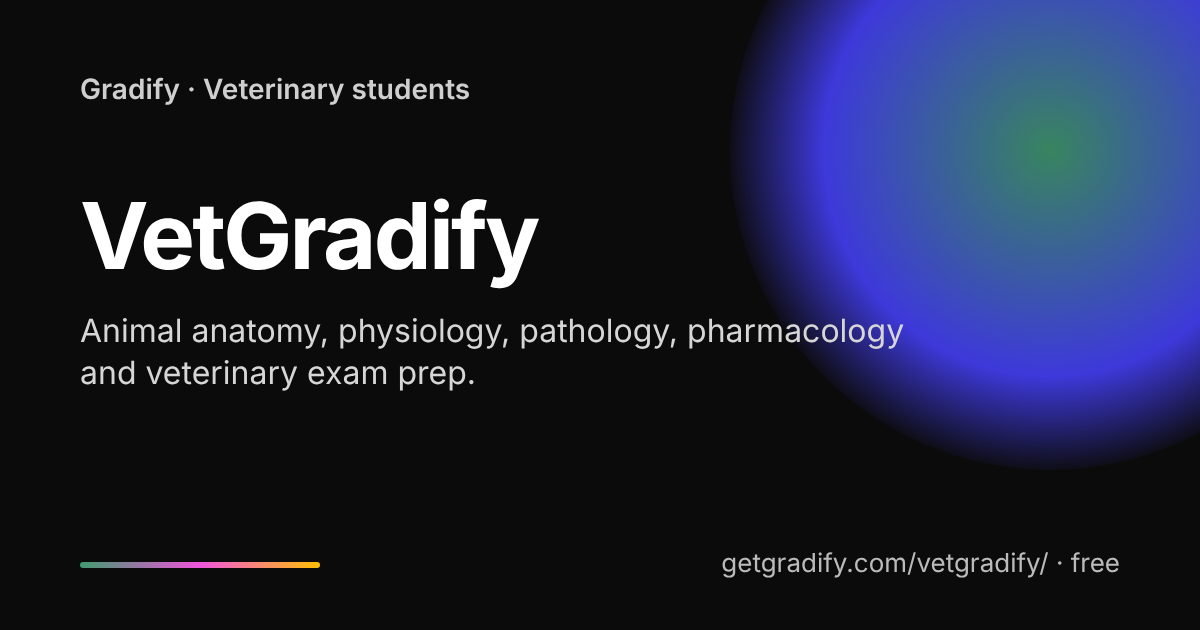 Gradify · Veterinary students
VetGradify
Animal anatomy, physiology, pathology, pharmacology
and veterinary exam prep.
getgradify.com/vetgradify/ · free